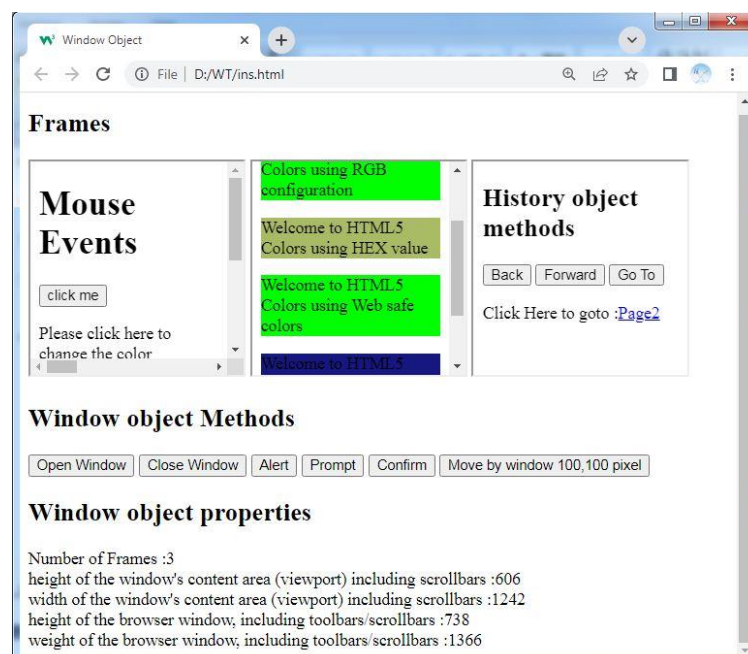 Window Object
File | D:/WT/ins.html
Frames
Mouse
Events
click me
Please click here to
change the color
Colors using RGB
configuration
Welcome to HTML5
Colors using HEX value
Welcome to HTML5
Colors using Web safe
colors
Welcome to HTML5
History object
methods
Back Forward Go To
Click Here to goto :Page2
Window object Methods
Open Window Close Window Alert Prompt Confirm Move by window 100,100 pixel
Window object properties
Number of Frames :3
height of the window's content area (viewport) including scrollbars :606
width of the window's content area (viewport) including scrollbars :1242
height of the browser window, including toolbars/scrollbars :738
weight of the browser window, including toolbars/scrollbars :1366